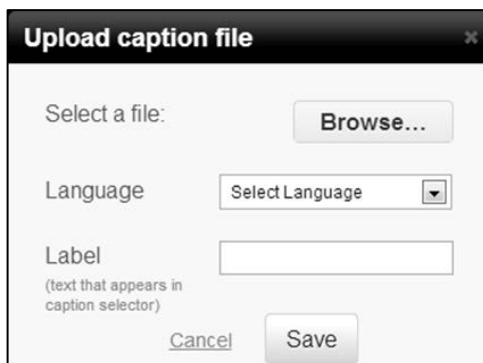 Upload caption file
Select a file:
Browse...
Language
Select Language
Label
(text that appears in
caption selector)
Cancel
Save